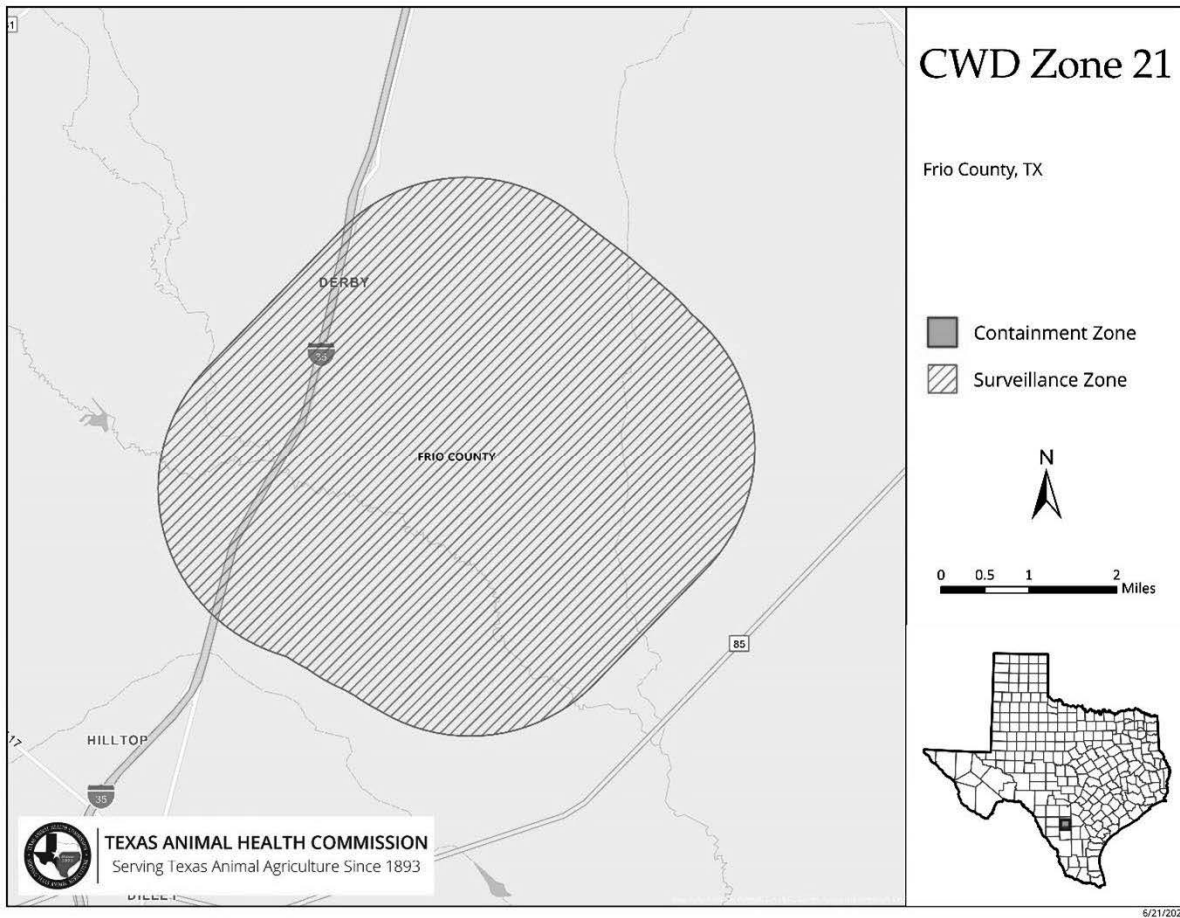 CWD Zone 21
Frio County, TX
Containment Zone
Surveillance Zone
N
0 0.5 1 2
Miles
DERBY
35
FRIO COUNTY
85
HILLTOP
35
TEXAS ANIMAL HEALTH COMMISSION
Serving Texas Animal Agriculture Since 1893